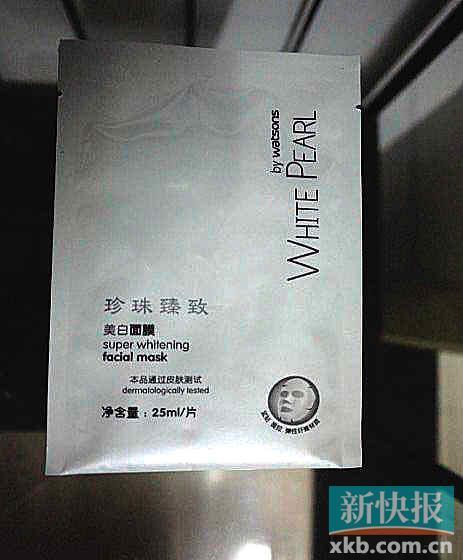 WHITE PEARL
by watsons
珍珠臻致
美白面膜
super whitening
facial mask
本品通过皮肤测试
dermatologically tested
净含量：25ml/片
新快报
xkb.com.cn